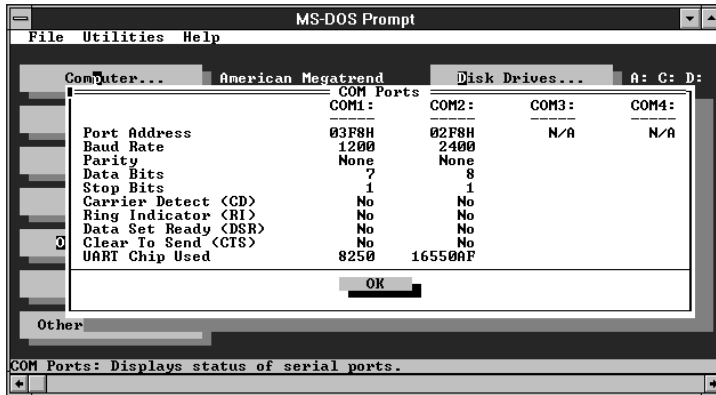 MS-DOS Prompt
File Utilities Help
Computer... American Megatrend Disk Drives... A: C: D:
COM Ports
COM1: COM2: COM3: COM4:
Port Address 03F8H 02F8H N/A N/A
Baud Rate 1200 2400
Parity None None
Data Bits 7 8
Stop Bits 1 1
Carrier Detect (CD) No No
Ring Indicator (RI) No No
Data Set Ready (DSR) No No
Clear To Send (CTS) No No
UART Chip Used 8250 16550AF
O
OK
Other
COM Ports: Displays status of serial ports.